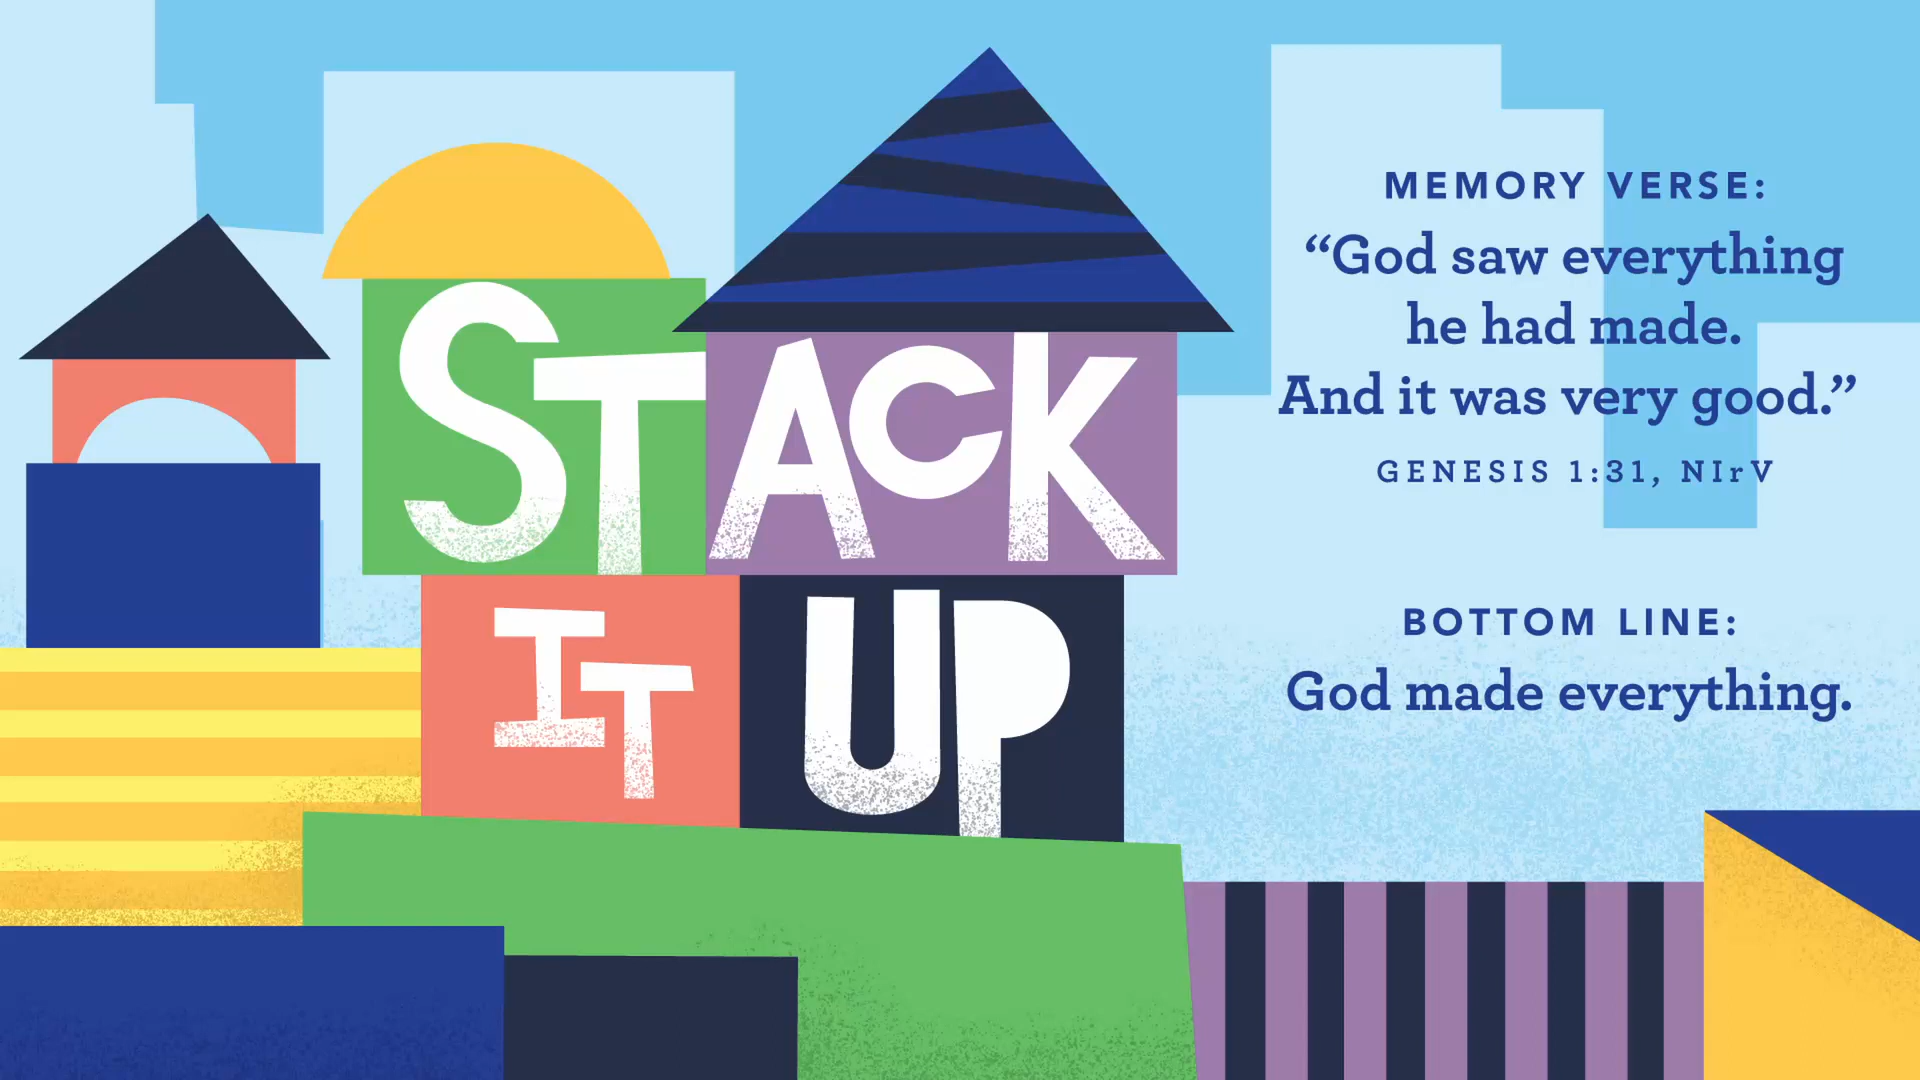 STACK
IT UP
MEMORY VERSE:
“God saw everything
he had made.
And it was very good.”
GENESIS 1:31, NIrV
BOTTOM LINE:
God made everything.